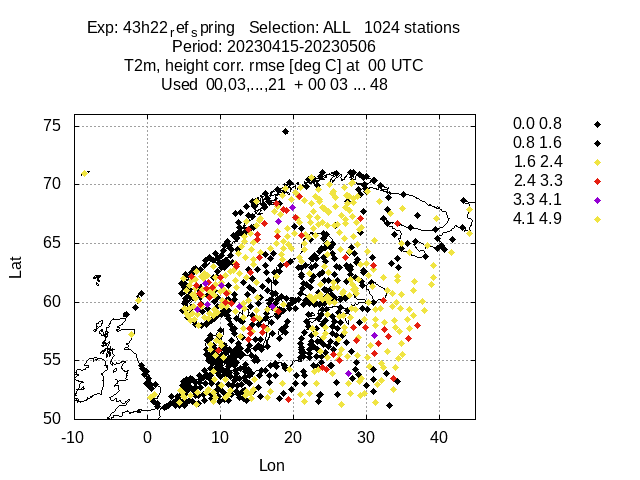 Exp: 43h22refspring Selection: ALL 1024 stations
Period: 20230415-20230506
T2m, height corr. rmse [deg C] at 00 UTC
Used 00,03,...,21 + 00 03 ... 48
0.0 0.8
0.8 1.6
1.6 2.4
2.4 3.3
3.3 4.1
4.1 4.9
75
70
65
60
55
50
Lat
-10 0 10 20 30 40
Lon